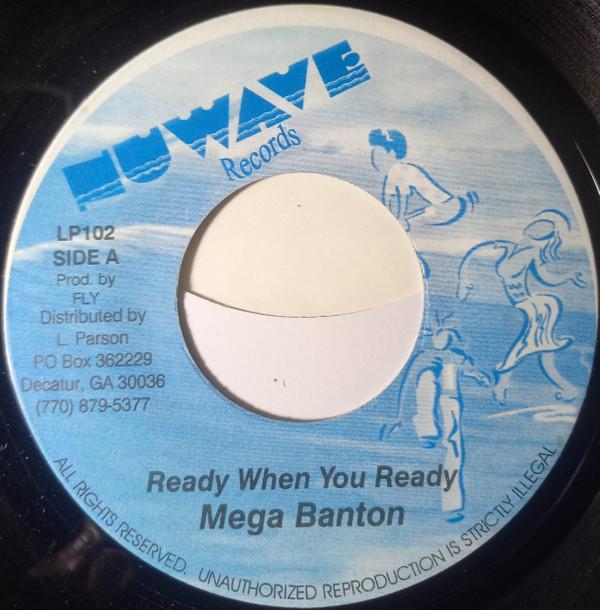 NUWAVE
Records
LP102
SIDE A
Prod. by
FLY
Distributed by
L. Parson
PO Box 362229
Decatur, GA 30036
(770) 879-5377
Ready When You Ready
Mega Banton
ALL RIGHTS RESERVED. UNAUTHORIZED REPRODUCTION IS STRICTLY ILLEGAL